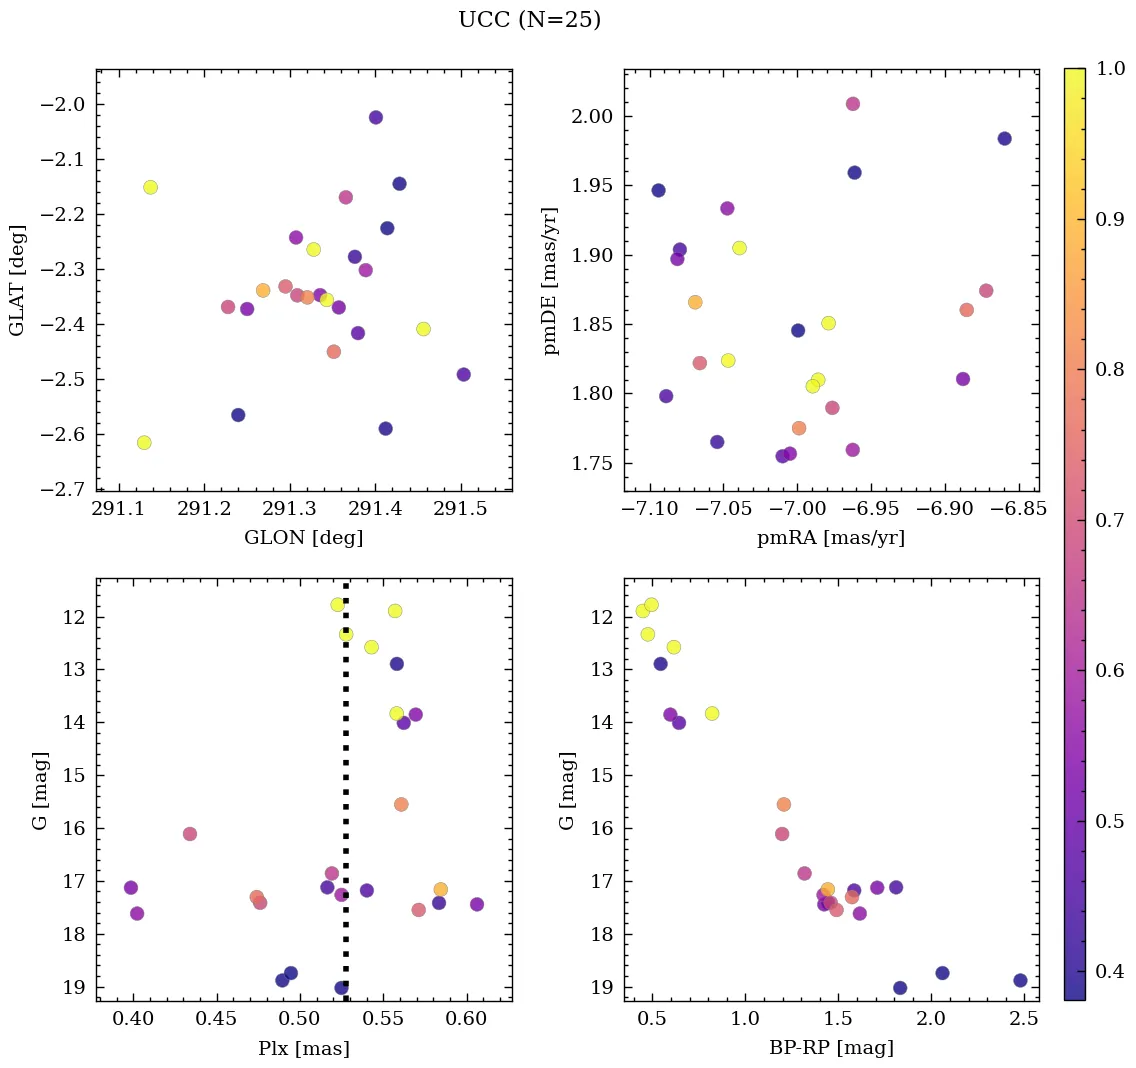 UCC (N=25)
−2.0
−2.1
−2.2
−2.3
−2.4
−2.5
−2.6
−2.7
GLAT [deg]
291.1 291.2 291.3 291.4 291.5
GLON [deg]
2.00
1.95
1.90
1.85
1.80
1.75
pmDE [mas/yr]
−7.10 −7.05 −7.00 −6.95 −6.90 −6.85
pmRA [mas/yr]
12
13
14
15
16
17
18
19
G [mag]
0.40 0.45 0.50 0.55 0.60
Plx [mas]
12
13
14
15
16
17
18
19
G [mag]
0.5 1.0 1.5 2.0 2.5
BP-RP [mag]
1.0
0.9
0.8
0.7
0.6
0.5
0.4